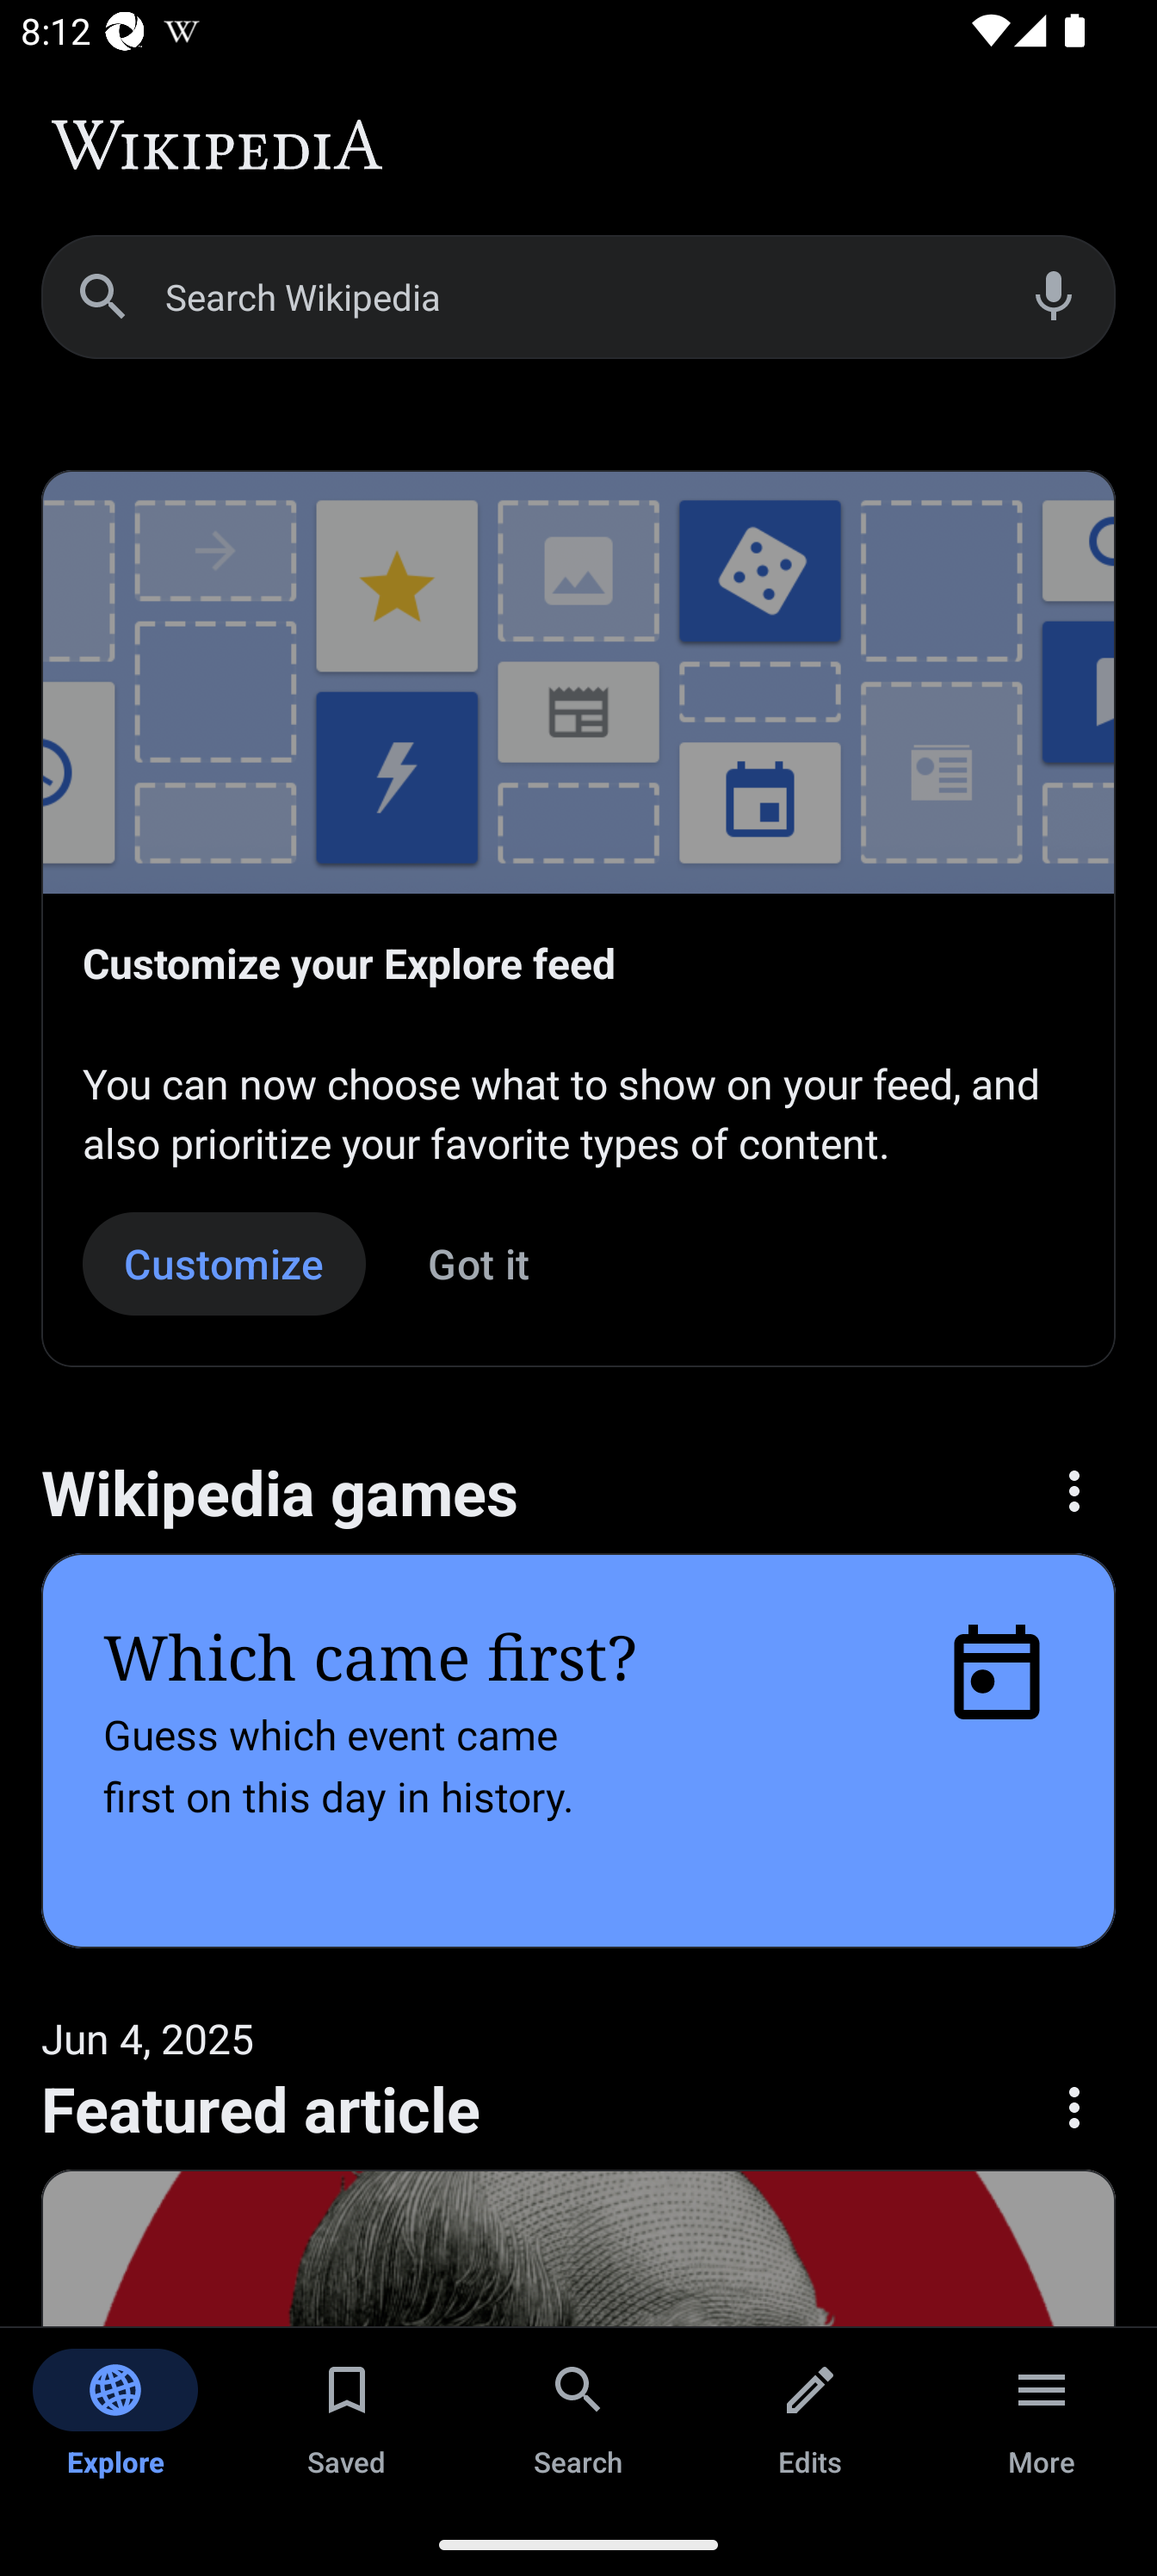 8:12
WIKIPEDIA
Search Wikipedia
Customize your Explore feed
You can now choose what to show on your feed, and
also prioritize your favorite types of content.
Customize
Got it
Wikipedia games
Which came first?
Guess which event came
first on this day in history.
Jun 4, 2025
Featured article
Explore
Saved
Search
Edits
More